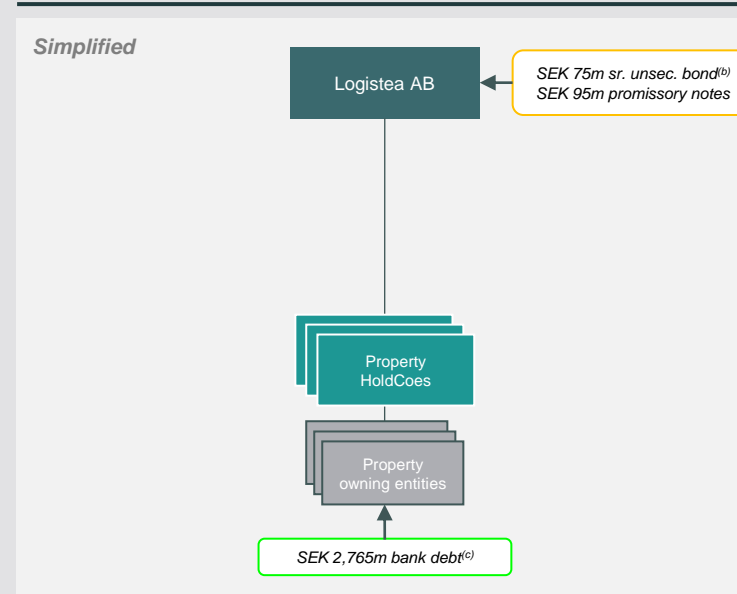 Simplified
Logistea AB
SEK 75m sr. unsec. bond(b)
SEK 95m promissory notes
Property
HoldCoes
Property
owning entities
SEK 2,765m bank debt(c)